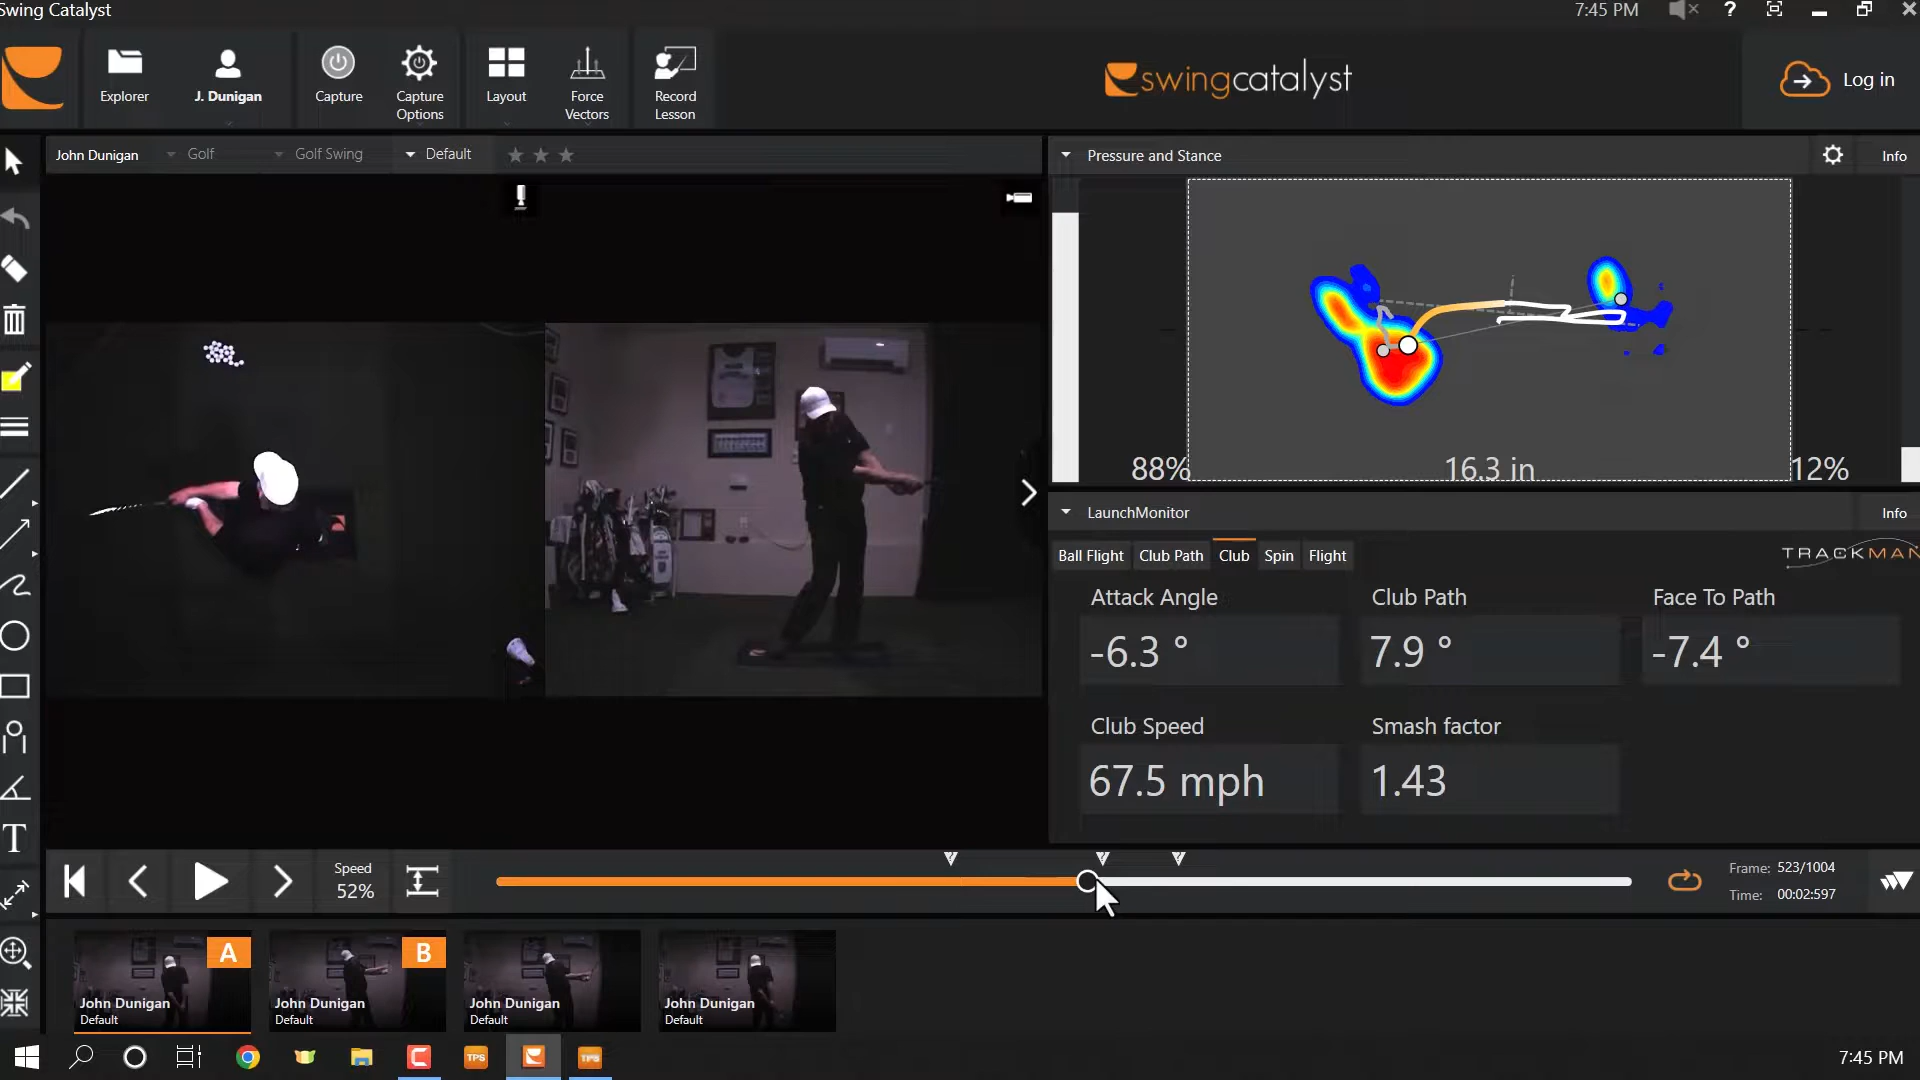 Swing Catalyst
7:45 PM
?
Explorer
J. Dunigan
Capture
Capture
Options
Layout
Force
Vectors
Record
Lesson
swingcatalyst
Log in
John Dunigan
Golf
Golf Swing
Default
Pressure and Stance
Info
88%
16.3 in
12%
LaunchMonitor
Info
Ball Flight
Club Path
Club
Spin
Flight
TRACKMAN
Attack Angle
Club Path
Face To Path
-6.3 °
7.9 °
-7.4 °
Club Speed
Smash factor
67.5 mph
1.43
T
Speed
52%
Frame: 523/1004
Time: 00:02:597
A
B
John Dunigan
Default
John Dunigan
Default
John Dunigan
Default
John Dunigan
Default
TPS
TPS
7:45 PM